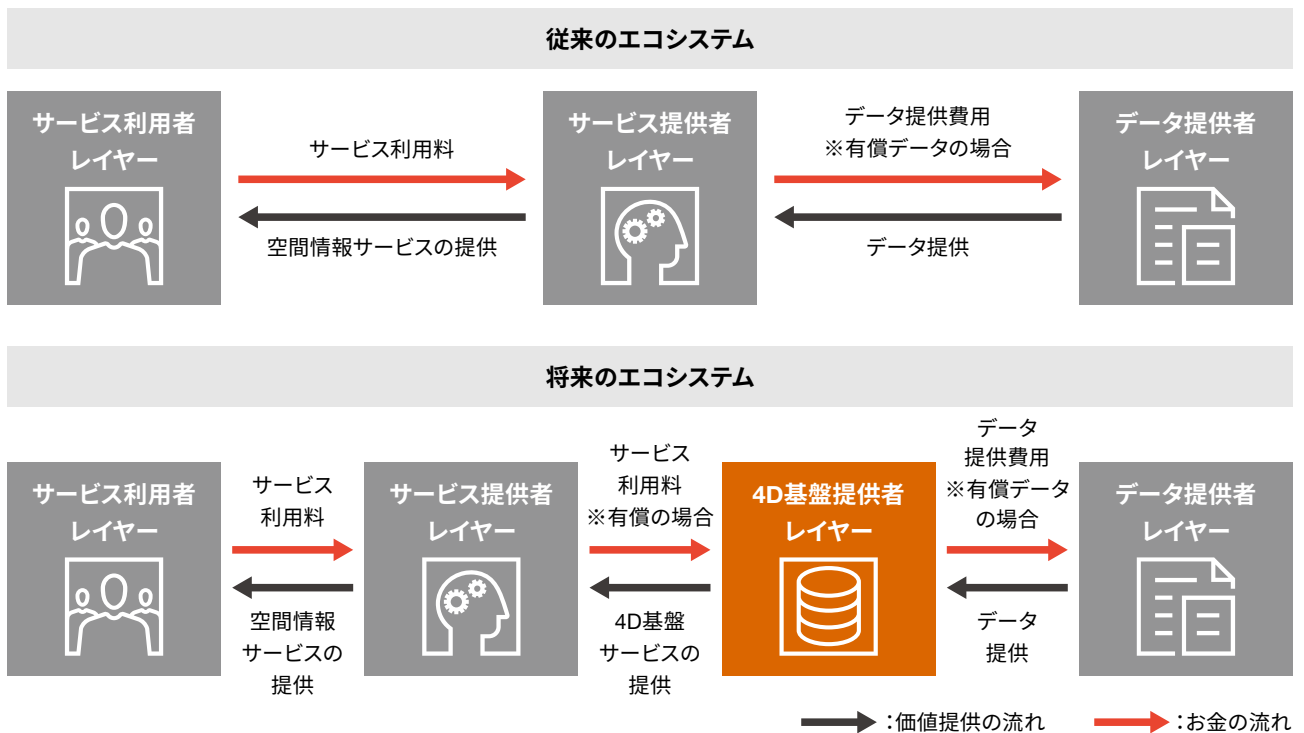 従来のエコシステム
サービス利用者
レイヤー
サービス利用料
空間情報サービスの提供
サービス提供者
レイヤー
データ提供費用
※有償データの場合
データ提供
データ提供者
レイヤー
将来のエコシステム
サービス利用者
レイヤー
サービス
利用料
空間情報
サービスの
提供
サービス提供者
レイヤー
サービス
利用料
※有償の場合
4D基盤
サービスの
提供
4D基盤提供者
レイヤー
データ
提供費用
※有償データ
の場合
データ
提供
データ提供者
レイヤー
：価値提供の流れ
：お金の流れ